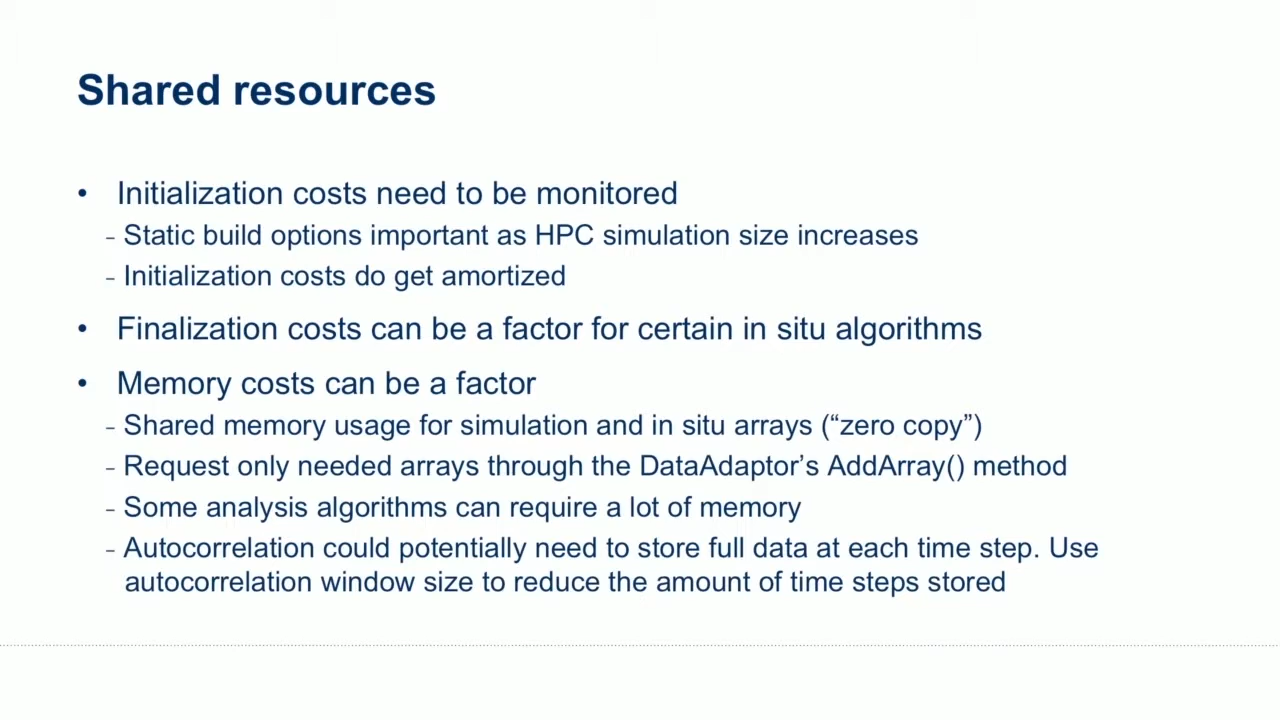 Shared resources
• Initialization costs need to be monitored
- Static build options important as HPC simulation size increases
- Initialization costs do get amortized
• Finalization costs can be a factor for certain in situ algorithms
• Memory costs can be a factor
- Shared memory usage for simulation and in situ arrays (“zero copy”)
- Request only needed arrays through the DataAdaptor’s AddArray() method
- Some analysis algorithms can require a lot of memory
- Autocorrelation could potentially need to store full data at each time step. Use
autocorrelation window size to reduce the amount of time steps stored